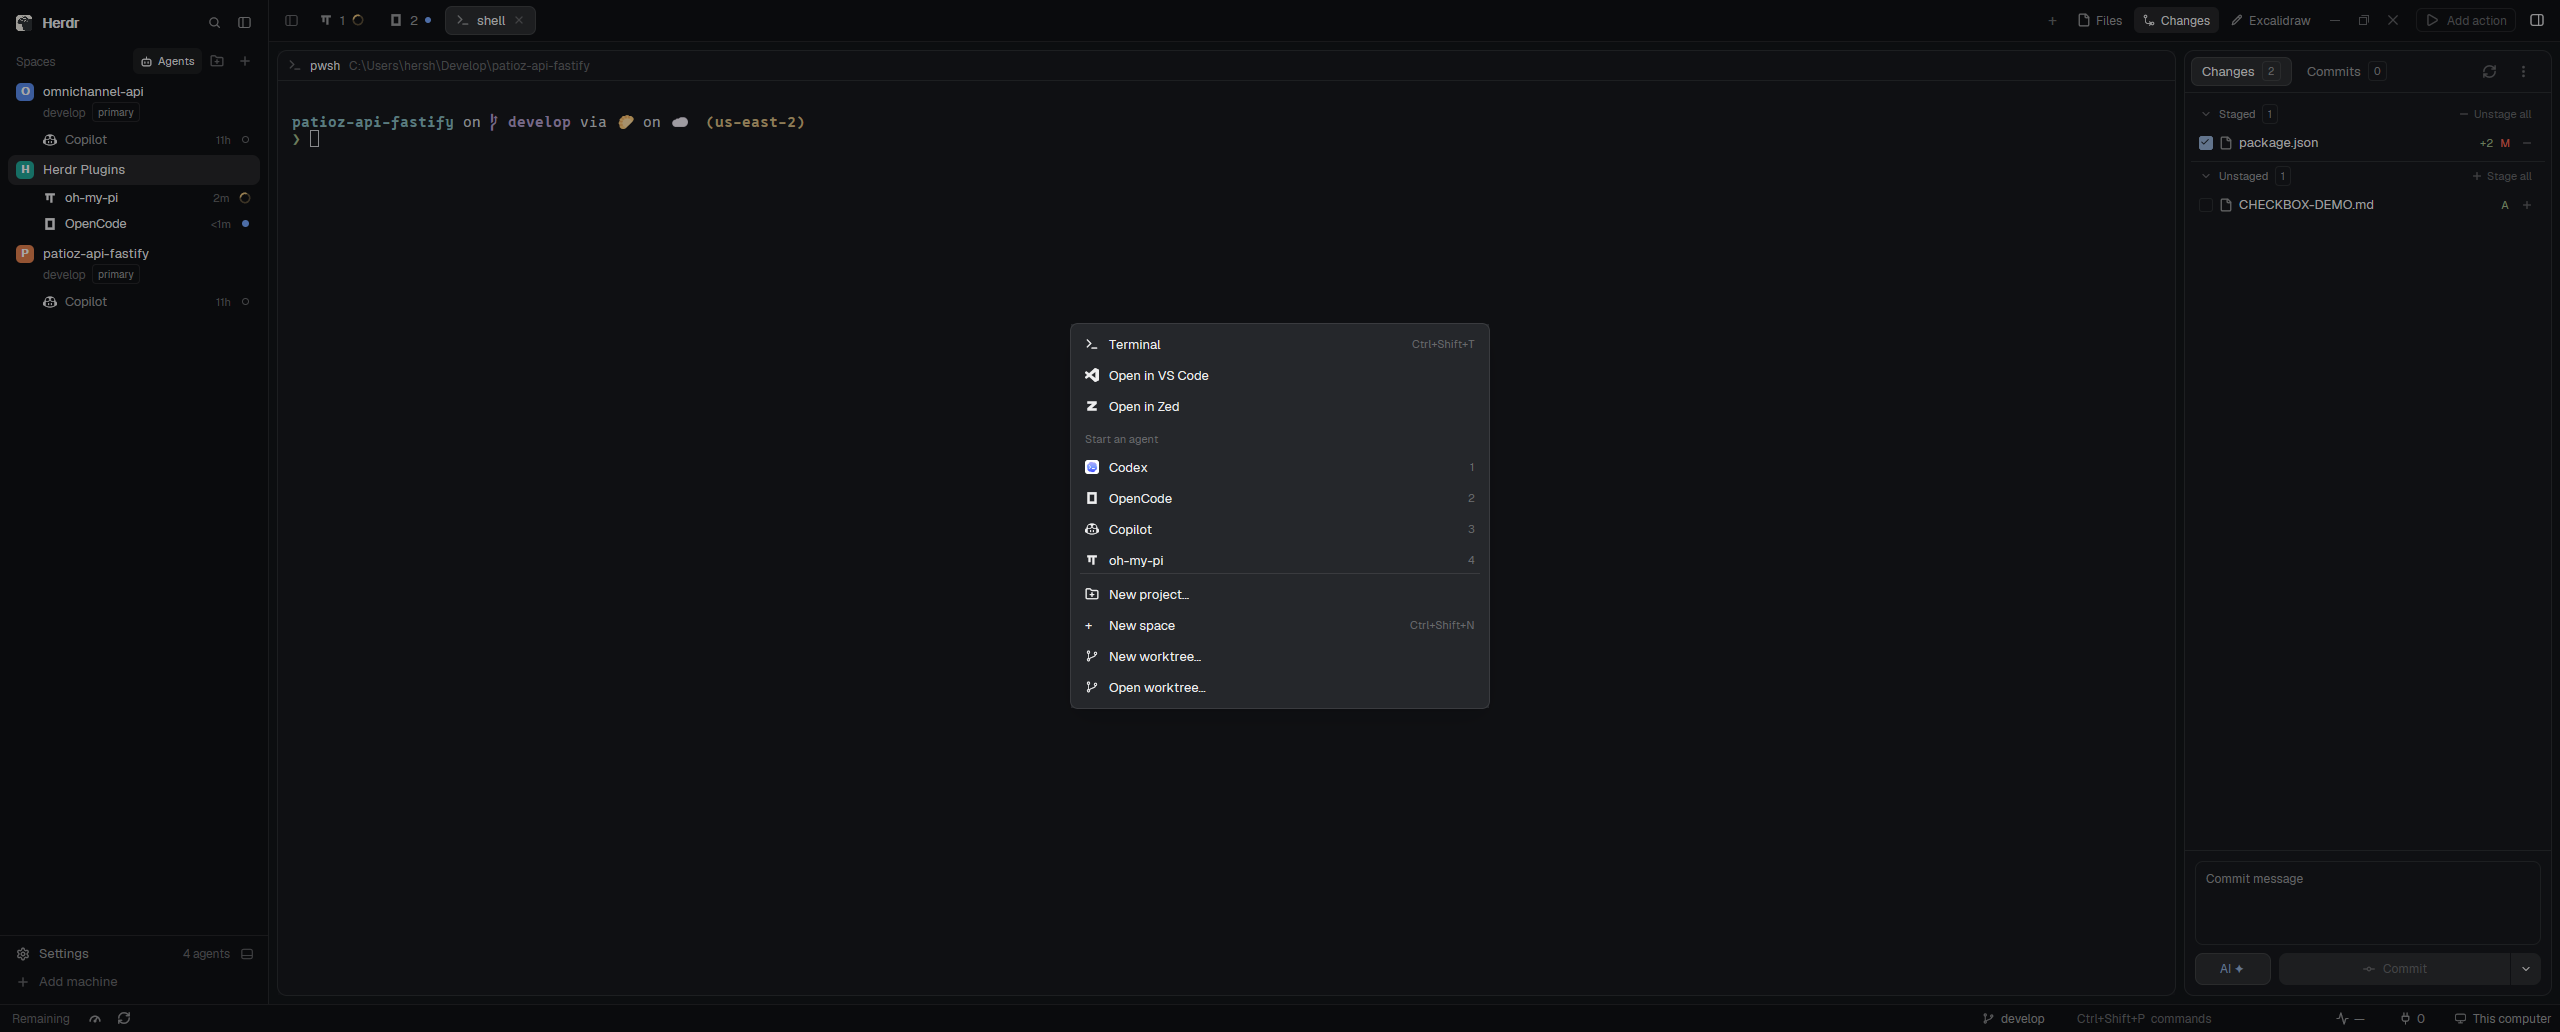 Herdr
Spaces
Agents
O
omnichannel-api
develop primary
Copilot 11h
H
Herdr Plugins
oh-my-pi 2m
OpenCode <1m
P
patioz-api-fastify
develop primary
Copilot 11h
Settings
4 agents
Add machine
1
2
shell
Files
Changes
Excalidraw
Add action
pwsh C:\Users\hersh\Develop\patioz-api-fastify
patioz-api-fastify on develop via on (us-east-2)
❯
Terminal Ctrl+Shift+T
Open in VS Code
Open in Zed
Start an agent
Codex 1
OpenCode 2
Copilot 3
oh-my-pi 4
New project…
+ New space Ctrl+Shift+N
New worktree…
Open worktree…
Changes 2
Commits 0
Staged 1
Unstage all
package.json +2 M
Unstaged 1
Stage all
CHECKBOX-DEMO.md A
Commit message
AI
Commit
Remaining
develop
Ctrl+Shift+P commands
—
0
This computer